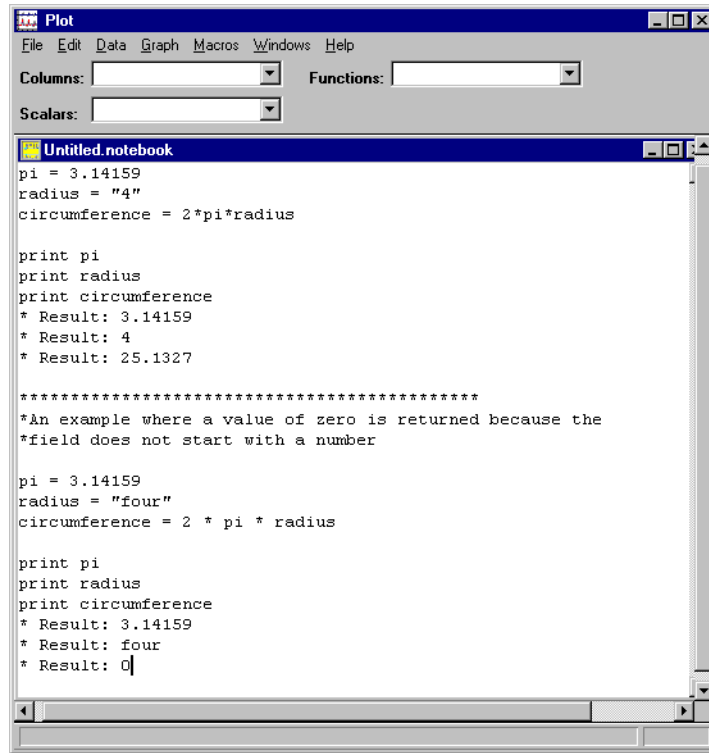 Plot
File Edit Data Graph Macros Windows Help
Columns: Functions:
Scalars:
Untitled.notebook
pi = 3.14159
radius = "4"
circumference = 2*pi*radius
print pi
print radius
print circumference
* Result: 3.14159
* Result: 4
* Result: 25.1327
*********************************************
*An example where a value of zero is returned because the
*field does not start with a number
pi = 3.14159
radius = "four"
circumference = 2 * pi * radius
print pi
print radius
print circumference
* Result: 3.14159
* Result: four
* Result: 0